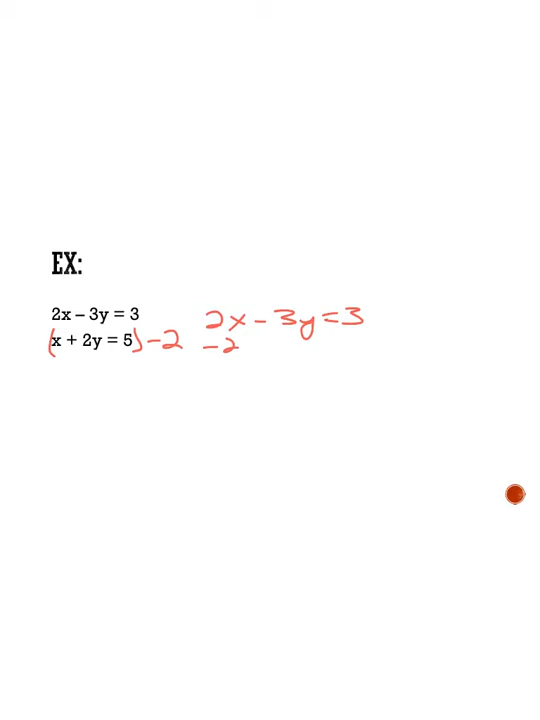 EX:
2x – 3y = 3
(x + 2y = 5) -2
2x - 3y = 3
-2